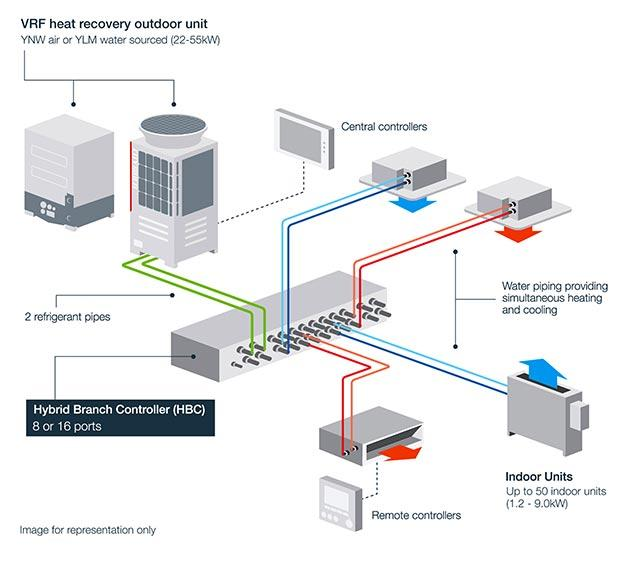 VRF heat recovery outdoor unit
YNW air or YLM water sourced (22-55kW)
Central controllers
Water piping providing
simultaneous heating
and cooling
2 refrigerant pipes
Hybrid Branch Controller (HBC)
8 or 16 ports
Indoor Units
Up to 50 indoor units
(1.2 - 9.0kW)
Remote controllers
Image for representation only